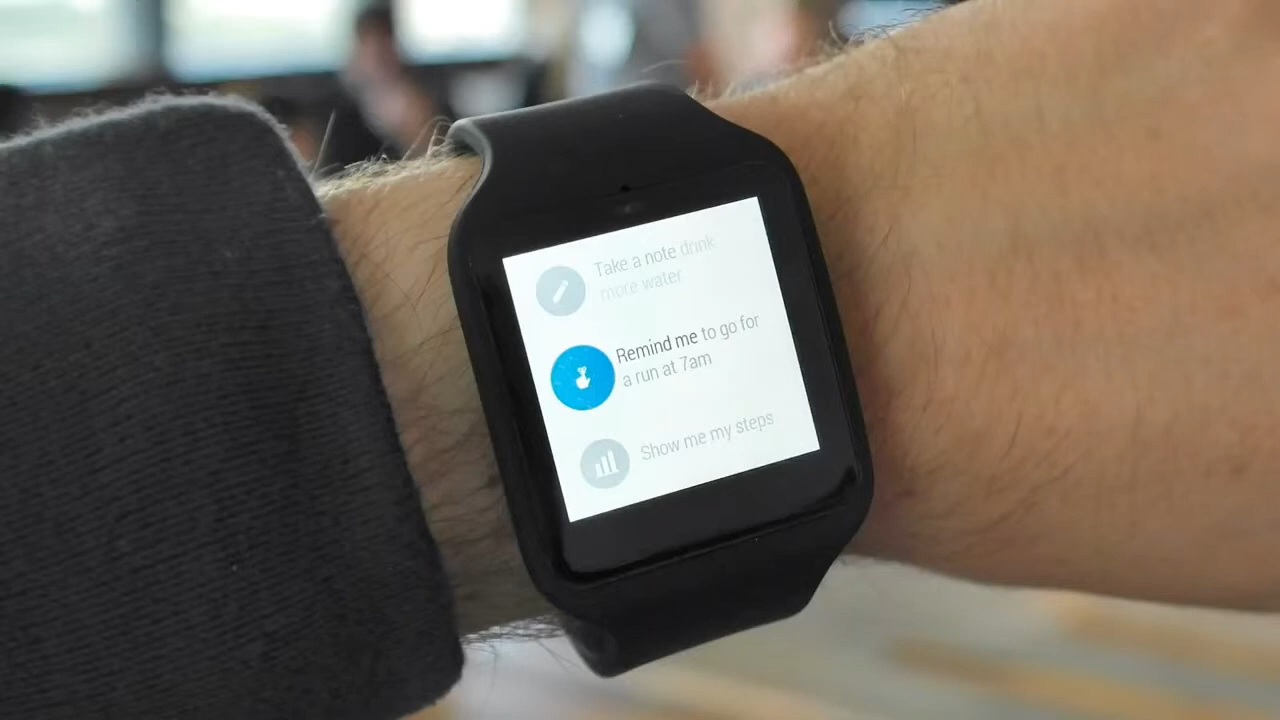 Take a note drink
more water
Remind me to go for
a run at 7am
Show me my steps